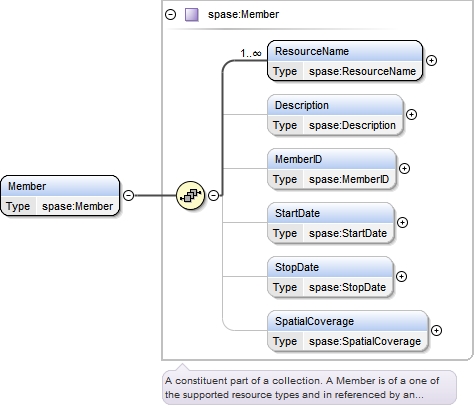 spase:Member
1..∞
ResourceName
Type spase:ResourceName
Description
Type spase:Description
MemberID
Type spase:MemberID
Member
Type spase:Member
StartDate
Type spase:StartDate
StopDate
Type spase:StopDate
SpatialCoverage
Type spase:SpatialCoverage
A constituent part of a collection. A Member is of a one of
the supported resource types and in referenced by an...